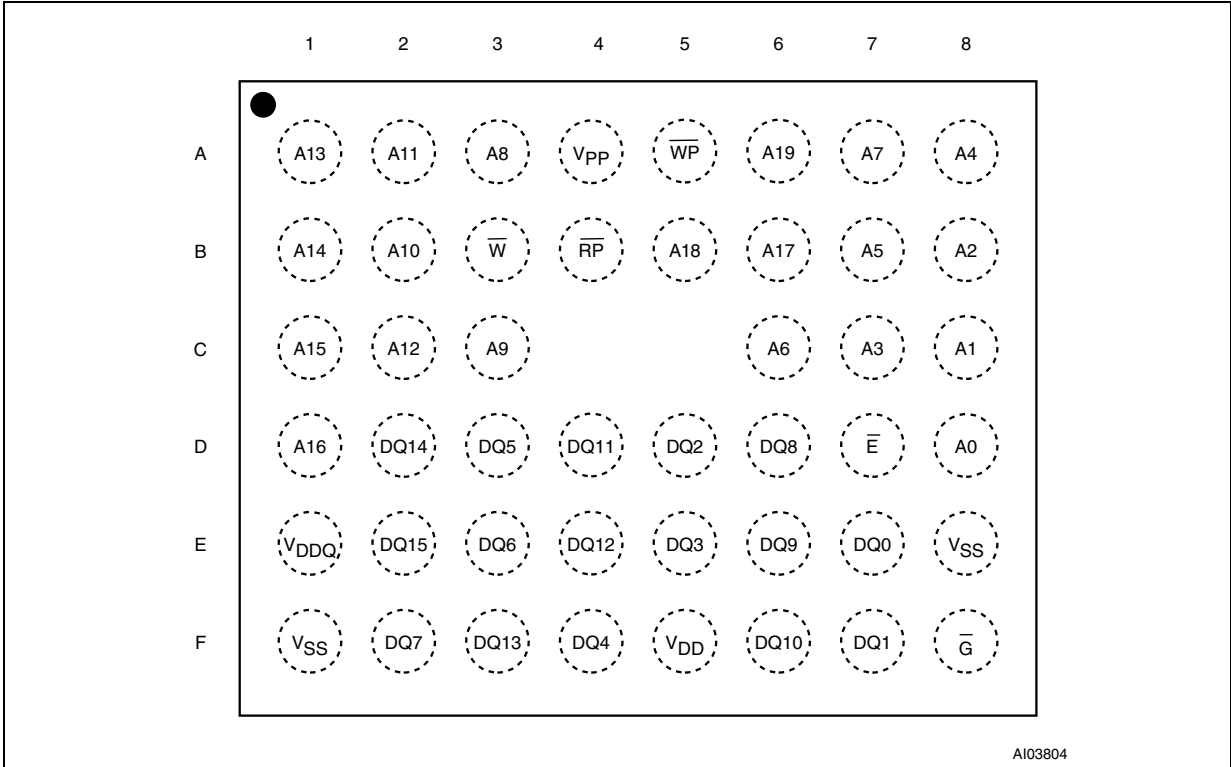 1 2 3 4 5 6 7 8
A A13 A11 A8 VPP W̅P̅ A19 A7 A4
B A14 A10 W̅ R̅P̅ A18 A17 A5 A2
C A15 A12 A9 A6 A3 A1
D A16 DQ14 DQ5 DQ11 DQ2 DQ8 E̅ A0
E VDDQ DQ15 DQ6 DQ12 DQ3 DQ9 DQ0 VSS
F VSS DQ7 DQ13 DQ4 VDD DQ10 DQ1 G̅
AI03804